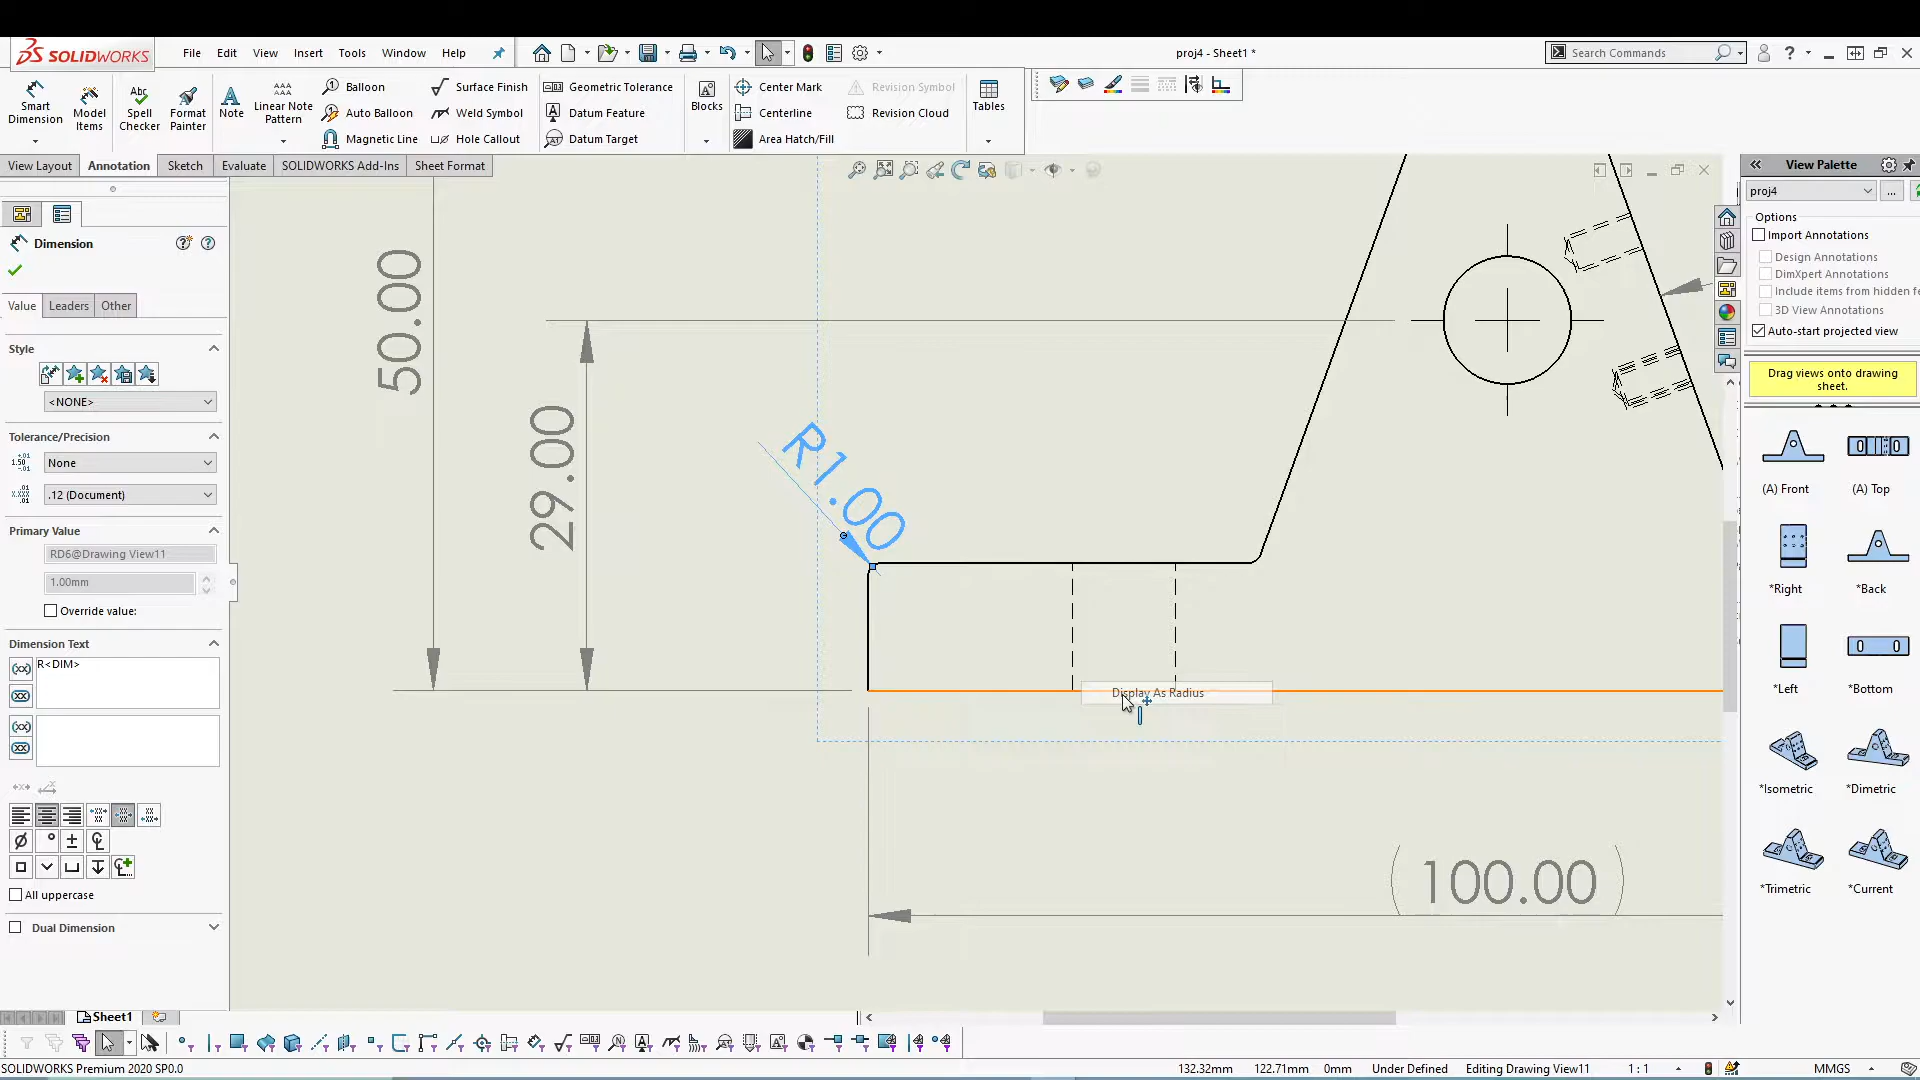 SOLIDWORKS
File Edit View Insert Tools Window Help
proj4 - Sheet1 *
Search Commands
Smart Dimension
Model Items
Spell Checker
Format Painter
Note
Linear Note Pattern
Balloon
Auto Balloon
Magnetic Line
Surface Finish
Weld Symbol
Hole Callout
Geometric Tolerance
Datum Feature
Datum Target
Blocks
Center Mark
Centerline
Area Hatch/Fill
Revision Symbol
Revision Cloud
Tables
View Layout Annotation Sketch Evaluate SOLIDWORKS Add-Ins Sheet Format
Dimension
Value Leaders Other
Style
<NONE>
Tolerance/Precision
None
.12 (Document)
Primary Value
RD6@Drawing View11
1.00mm
Override value:
Dimension Text
R<DIM>
All uppercase
Dual Dimension
50.00
29.00
R1.00
Display As Radius
100.00
View Palette
proj4
Options
Import Annotations
Design Annotations
DimXpert Annotations
Include items from hidden fe
3D View Annotations
Auto-start projected view
Drag views onto drawing
sheet.
(A) Front (A) Top
*Right *Back
*Left *Bottom
*Isometric *Dimetric
*Trimetric *Current
Sheet1
SOLIDWORKS Premium 2020 SP0.0
132.32mm 122.71mm 0mm Under Defined Editing Drawing View11 1 : 1 MMGS